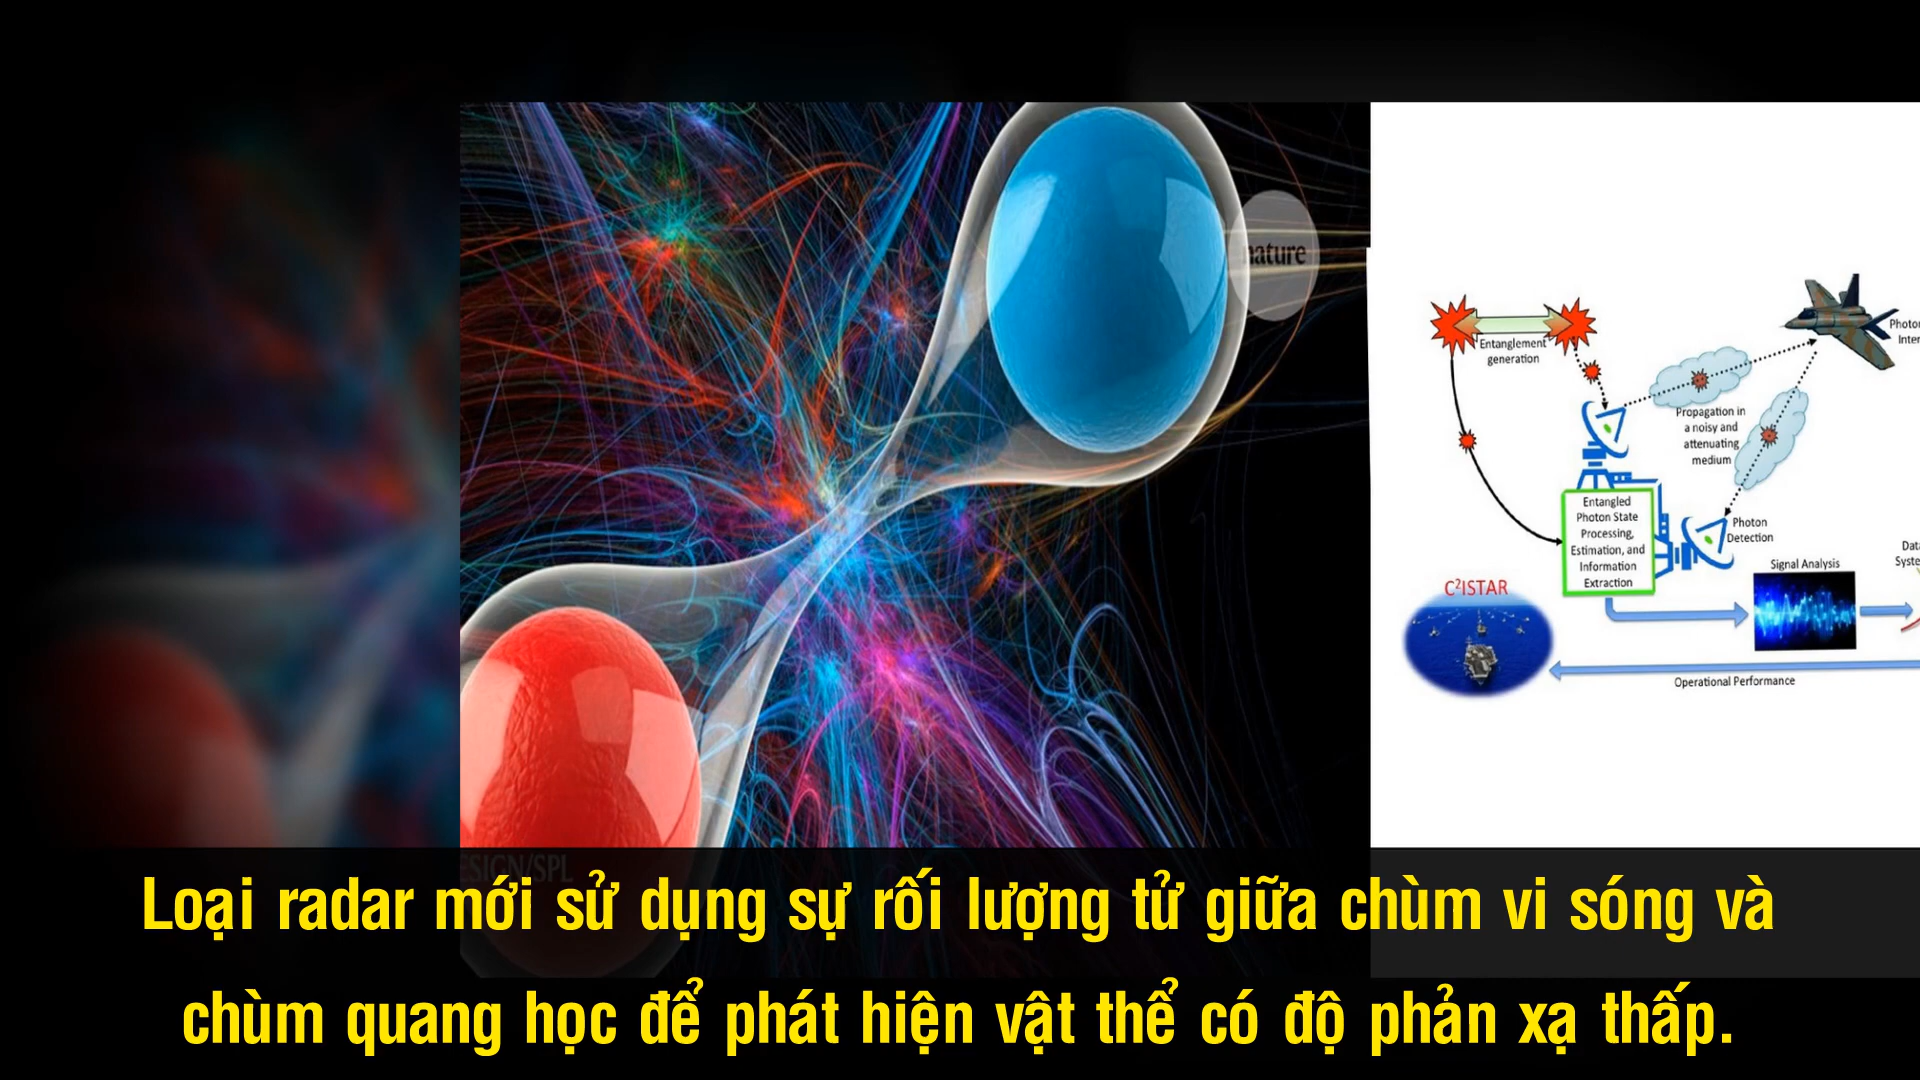 nature
Entanglement
generation
Propagation in
a noisy and
attenuating
medium
Entangled
Photon State
Processing,
Estimation, and
Information
Extraction
Photon
Detection
Signal Analysis
C²ISTAR
Operational Performance
Loại radar mới sử dụng sự rối lượng tử giữa chùm vi sóng và
chùm quang học để phát hiện vật thể có độ phản xạ thấp.